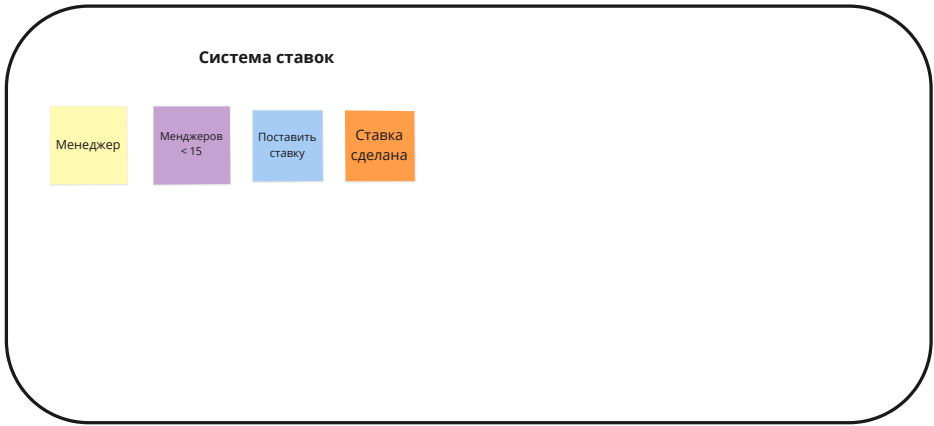 Система ставок
Менеджер
Менджеров
< 15
Поставить
ставку
Ставка
сделана